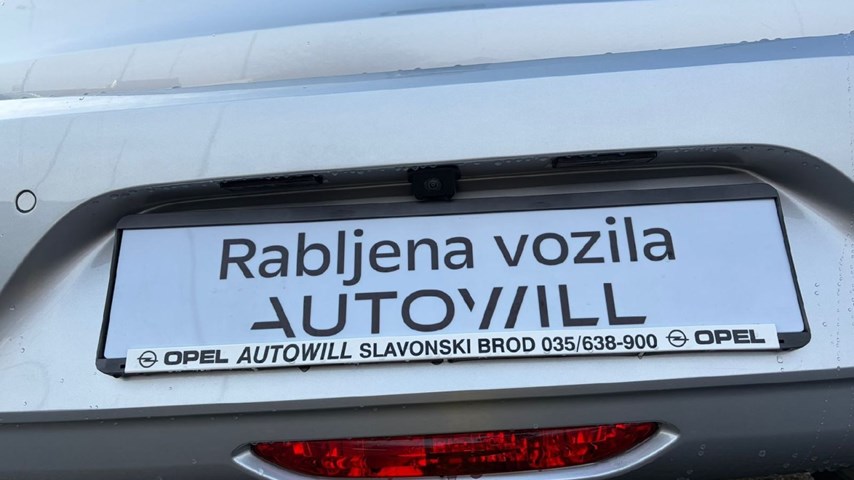 Rabljena vozila
AUTOWILL
OPEL AUTOWILL SLAVONSKI BROD 035/638-900 OPEL